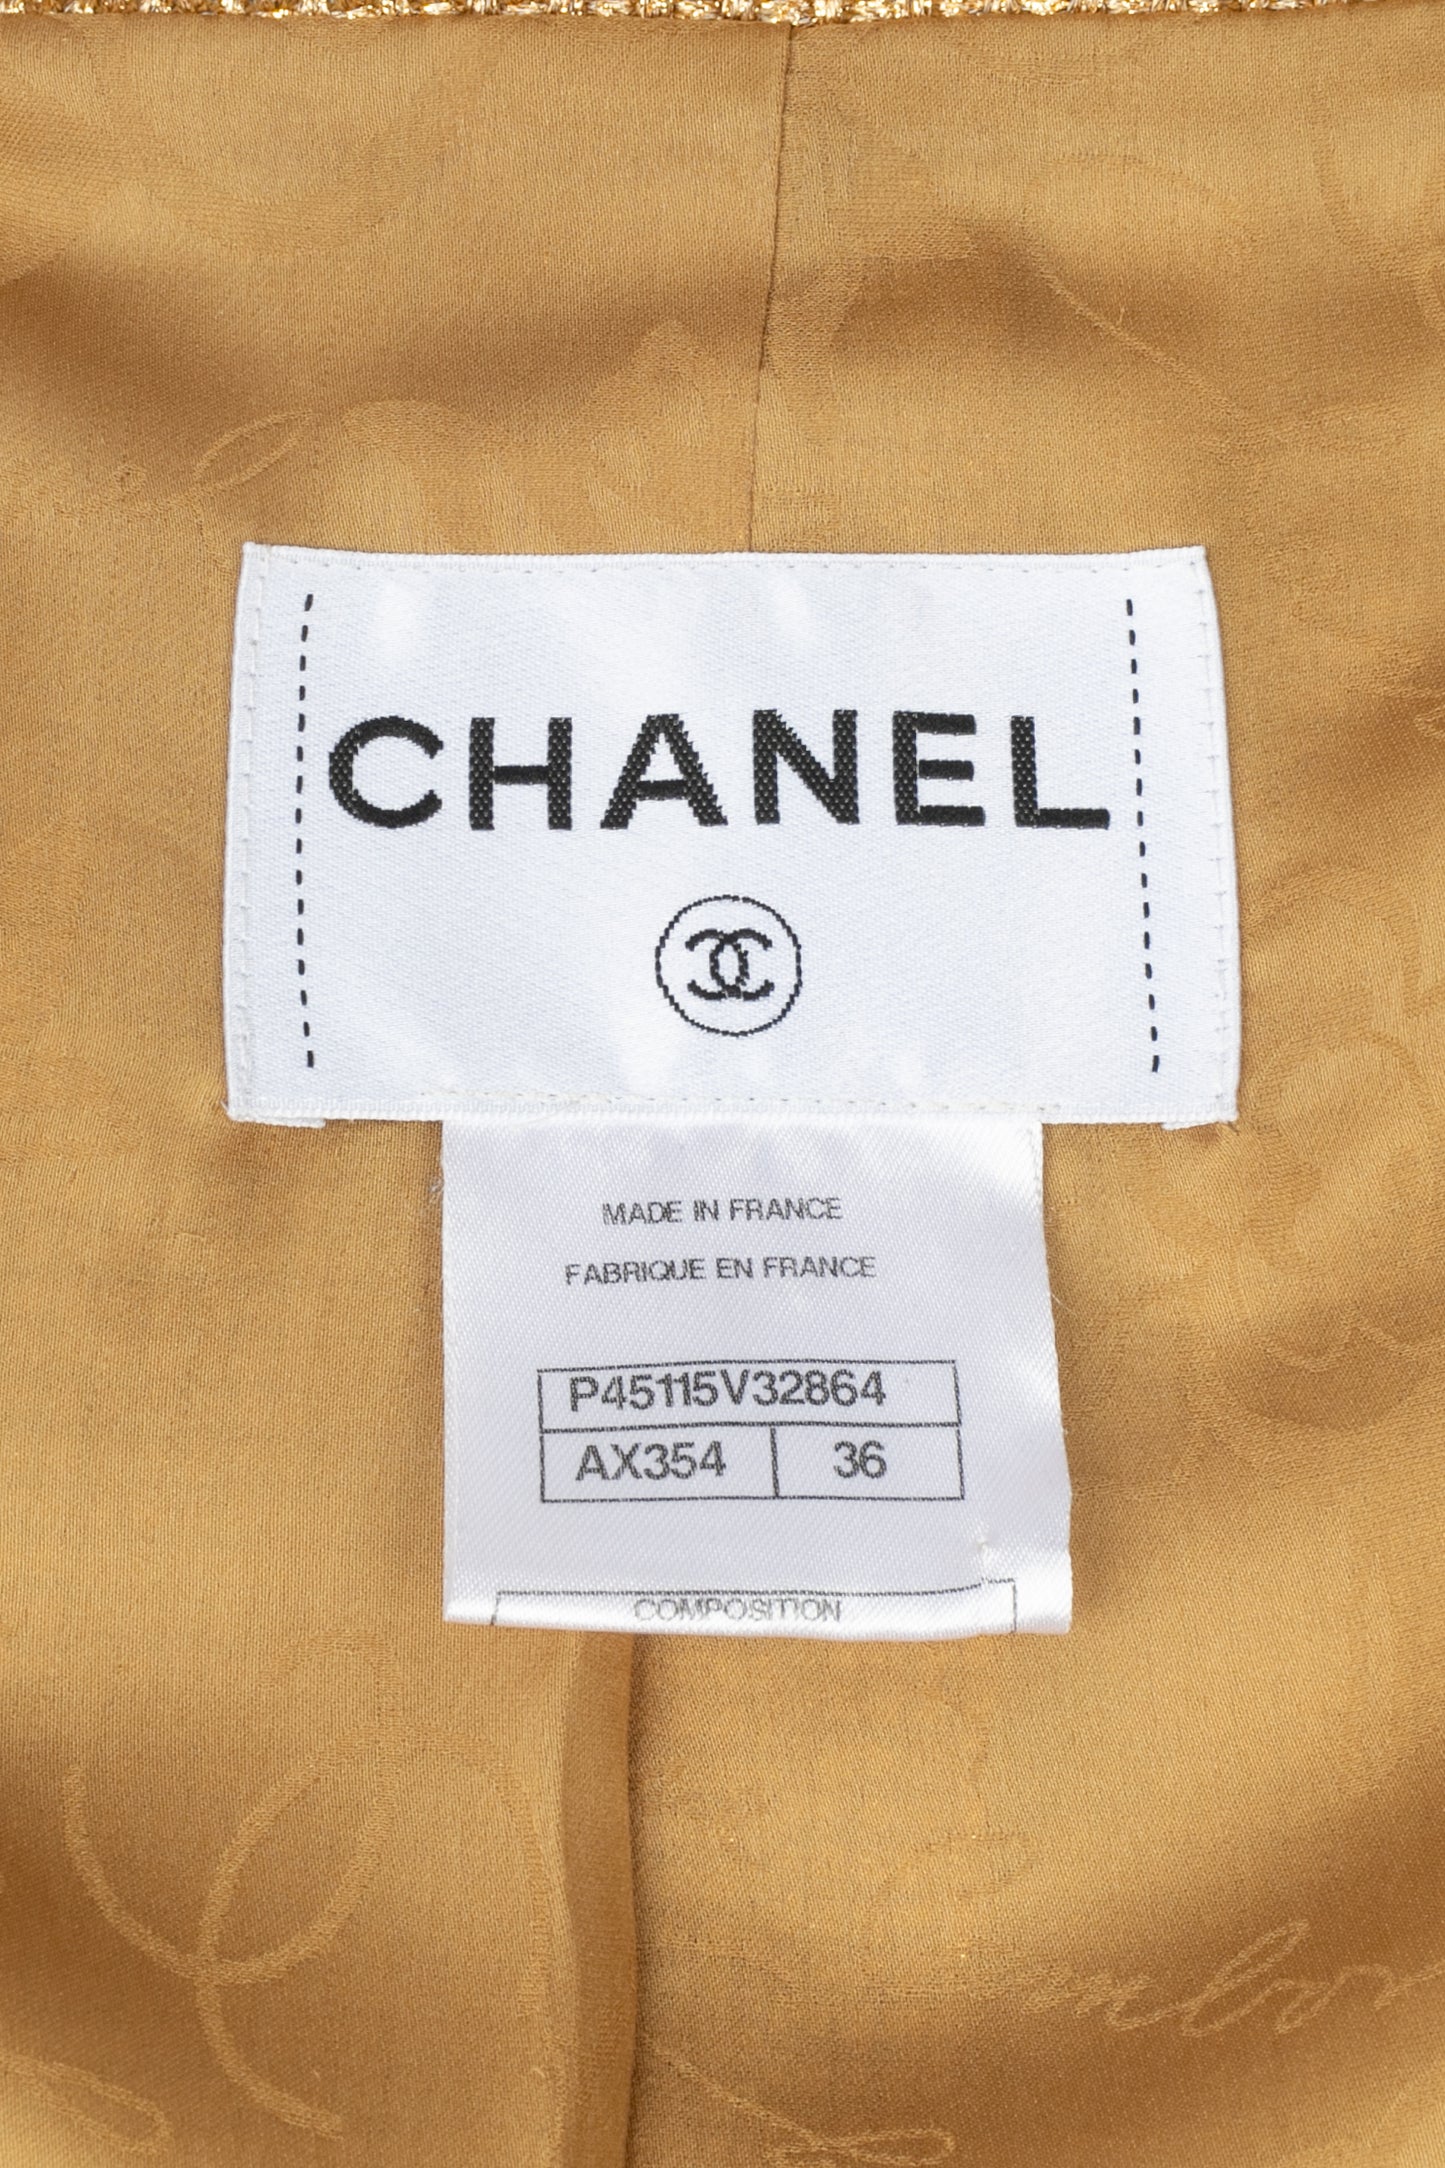 CHANEL
MADE IN FRANCE
FABRIQUE EN FRANCE
P45115V32864
AX354 36
COMPOSITION